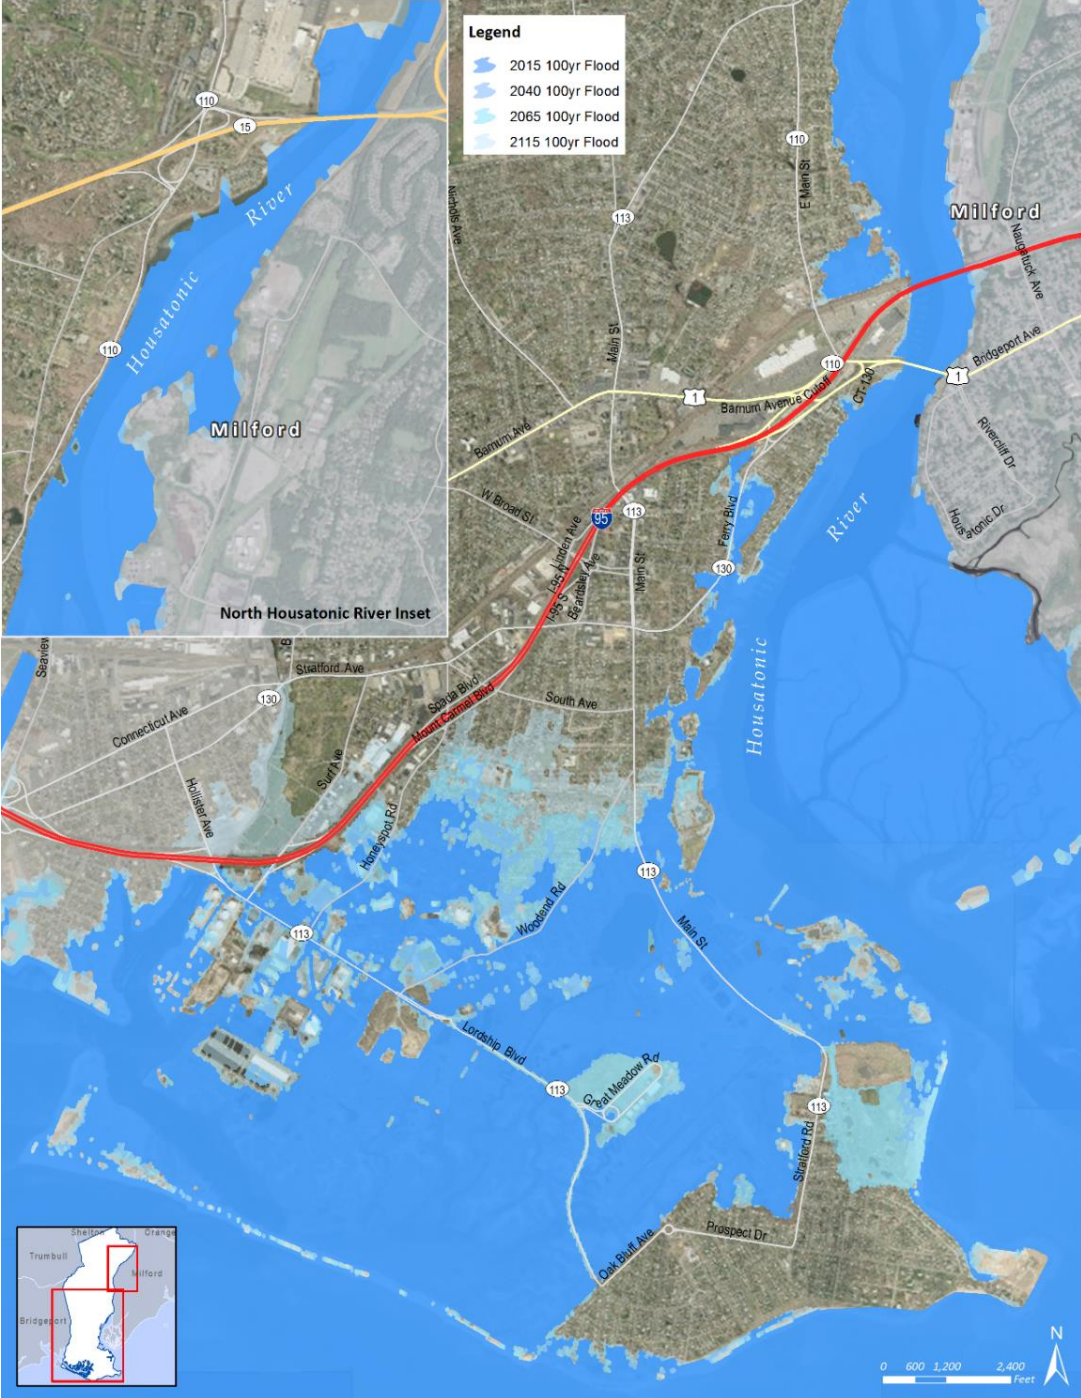 110
15
River
Housatonic
110
Milford
North Housatonic River Inset
Legend
2015 100yr Flood
2040 100yr Flood
2065 100yr Flood
2115 100yr Flood
110
E Main St
Nichols Ave
113
Milford
Naugatuck Ave
Main St
110
Bridgeport Ave
1
1
CT-130
Barnum Avenue Cutoff
Barnum Ave
Rivercliff Dr
W Broad St
95
113
Ferry Blvd
River
Housatonic Dr
Linden Ave
I-95 N
I-95 S
Beardsley Ave
Main St
130
Housatonic
Seaview
B
Stratford Ave
130
Spada Blvd
Mount Carmel Blvd
South Ave
Connecticut Ave
Surf Ave
Hollister Ave
Honeyspot Rd
113
Woodend Rd
113
Main St
Lordship Blvd
Great Meadow Rd
113
113
Stratford Rd
Prospect Dr
Oak Bluff Ave
Shelton
Orange
Trumbull
Milford
Bridgeport
N
0 600 1,200 2,400
Feet